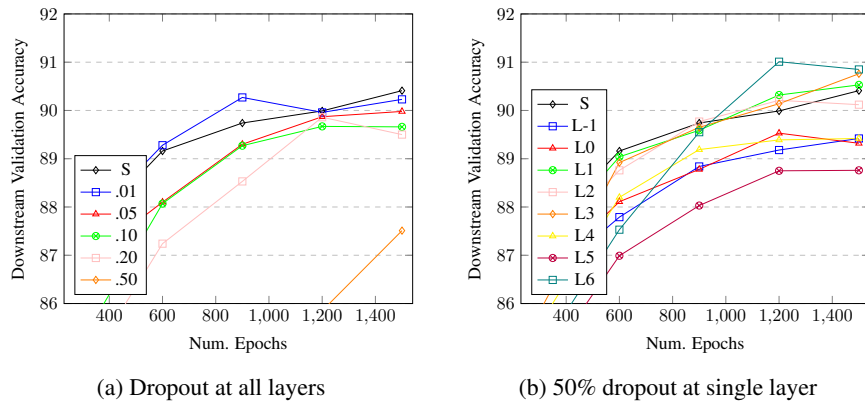 92
91
90
89
88
87
86
Downstream Validation Accuracy
S
.01
.05
.10
.20
.50
400 600 800 1,000 1,200 1,400
Num. Epochs
(a) Dropout at all layers
92
91
90
89
88
87
86
Downstream Validation Accuracy
S
L-1
L0
L1
L2
L3
L4
L5
L6
400 600 800 1,000 1,200 1,400
Num. Epochs
(b) 50% dropout at single layer